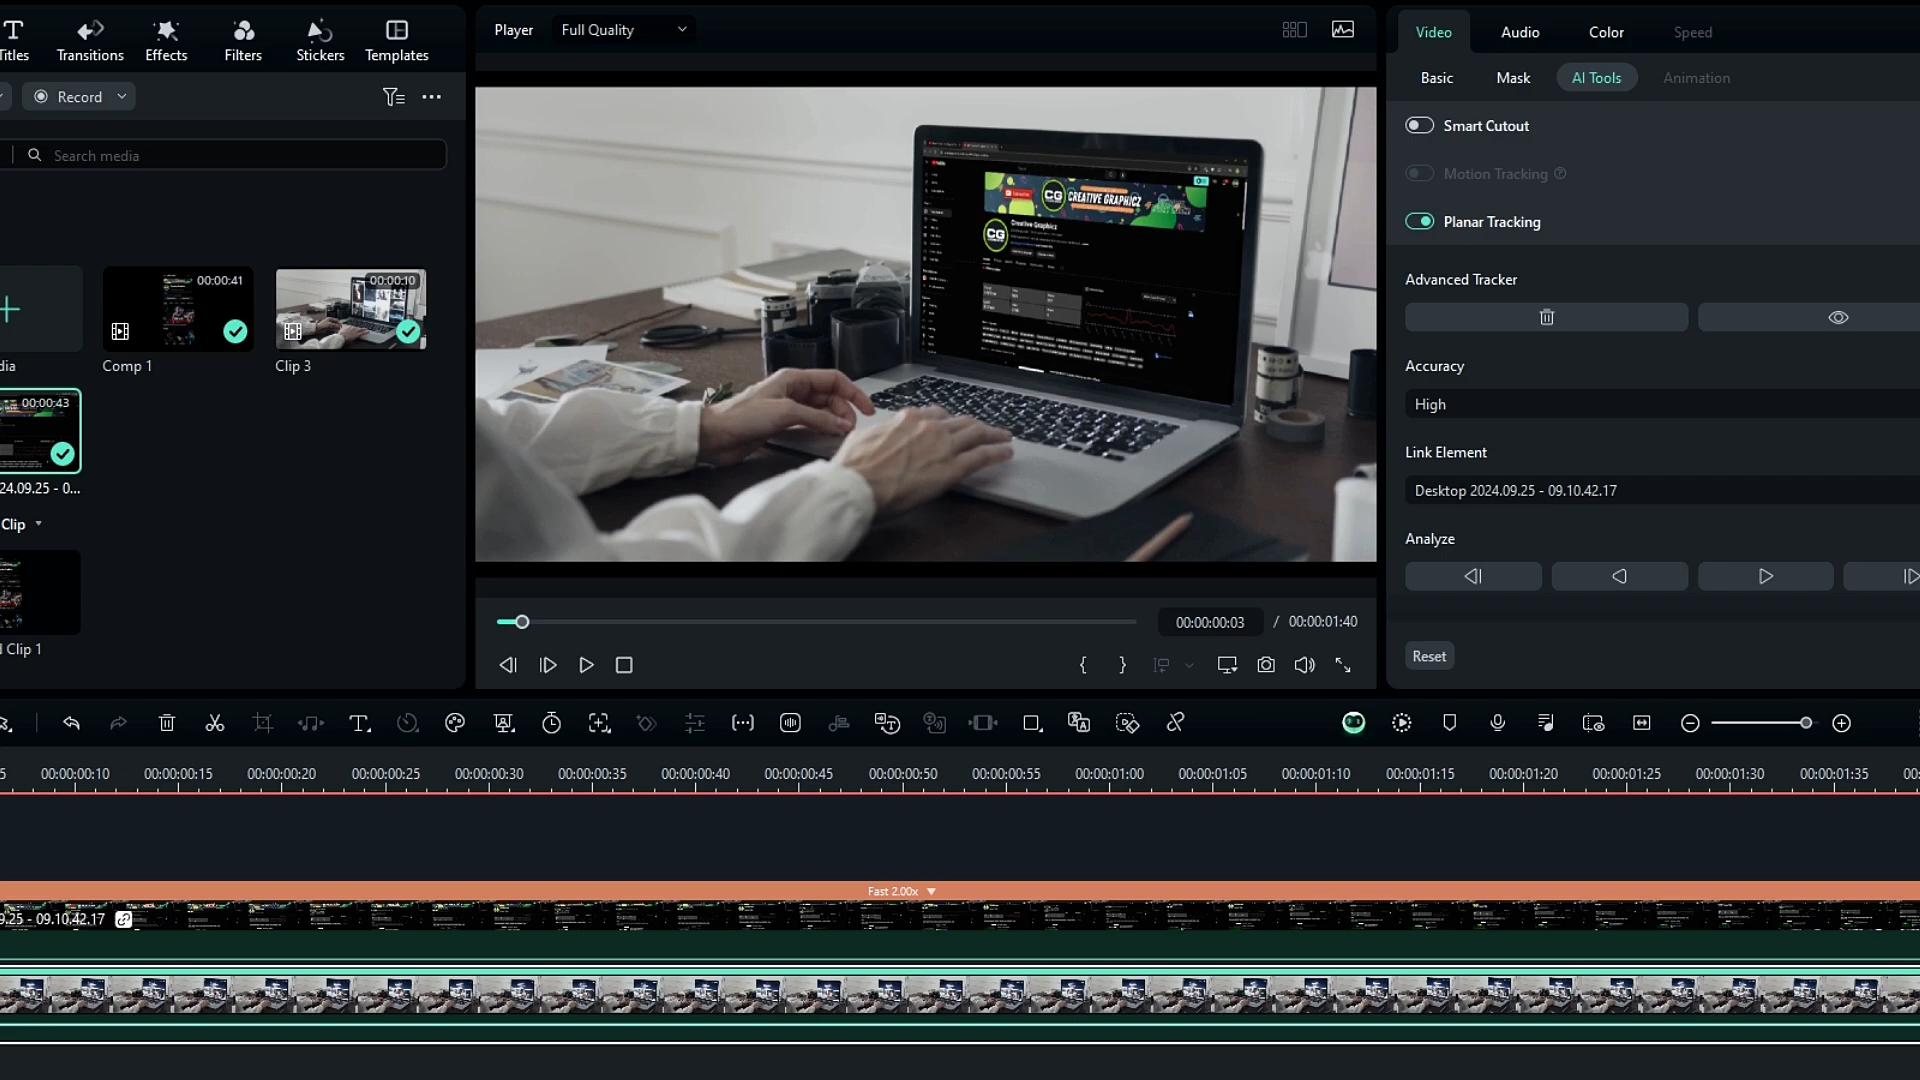 Titles
Transitions
Effects
Filters
Stickers
Templates
Record
Search media
00:00:41
Comp 1
00:00:10
Clip 3
dia
00:00:43
24.09.25 - 0...
Clip
Clip 1
Player
Full Quality
CG
CREATIVE GRAPHICZ
CG
Creative Graphicz
00:00:00:03 / 00:00:01:40
Video
Audio
Color
Speed
Basic
Mask
AI Tools
Animation
Smart Cutout
Motion Tracking
Planar Tracking
Advanced Tracker
Accuracy
High
Link Element
Desktop 2024.09.25 - 09.10.42.17
Analyze
Reset
5
00:00:00:10
00:00:00:15
00:00:00:20
00:00:00:25
00:00:00:30
00:00:00:35
00:00:00:40
00:00:00:45
00:00:00:50
00:00:00:55
00:00:01:00
00:00:01:05
00:00:01:10
00:00:01:15
00:00:01:20
00:00:01:25
00:00:01:30
00:00:01:35
00:
Fast 2.00x
9.25 - 09.10.42.17